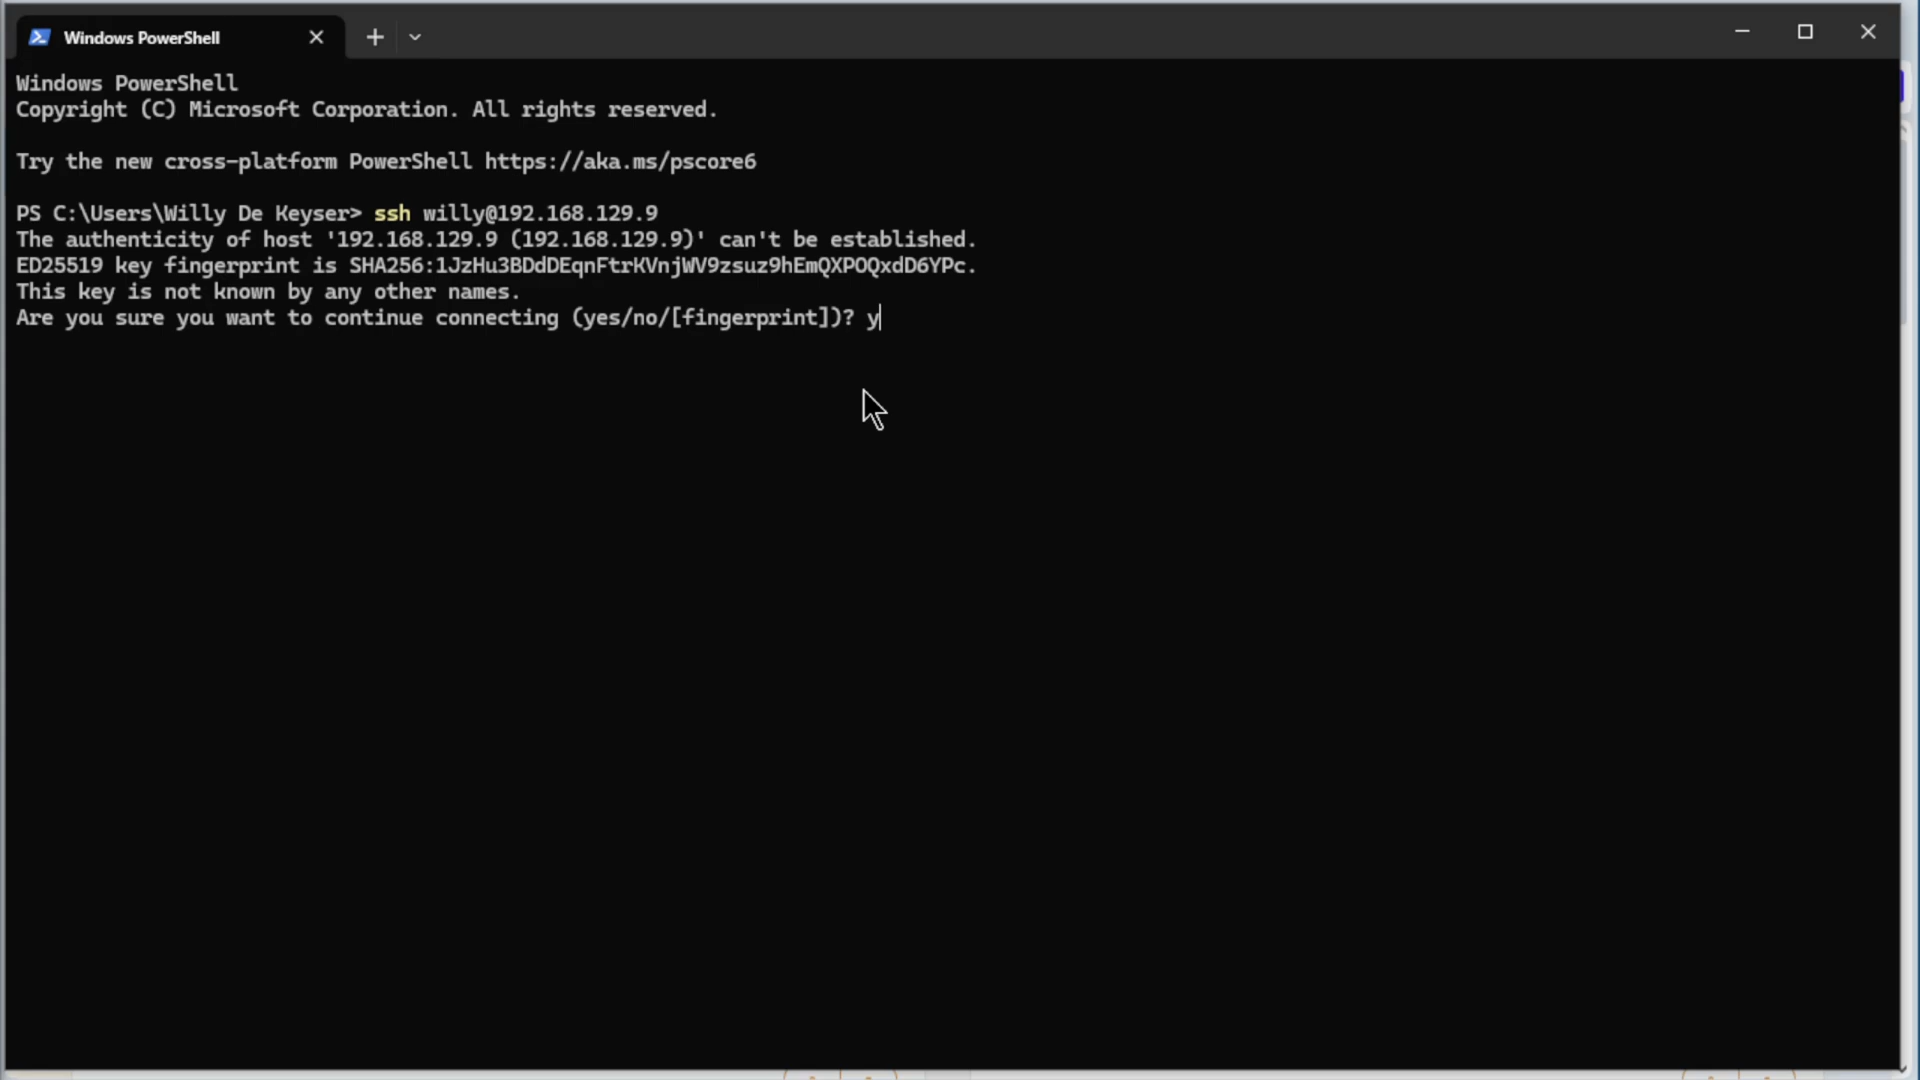 Windows PowerShell
Windows PowerShell
Copyright (C) Microsoft Corporation. All rights reserved.
Try the new cross-platform PowerShell https://aka.ms/pscore6
PS C:\Users\Willy De Keyser> ssh willy@192.168.129.9
The authenticity of host '192.168.129.9 (192.168.129.9)' can't be established.
ED25519 key fingerprint is SHA256:1JzHu3BDdDEqnFtrKVnjWV9zsuz9hEmQXPOQxdD6YPc.
This key is not known by any other names.
Are you sure you want to continue connecting (yes/no/[fingerprint])? y